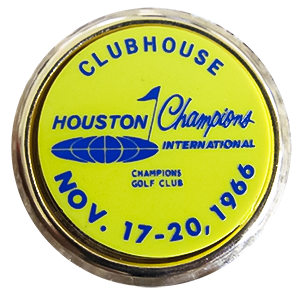 CLUBHOUSE
HOUSTON Champions
INTERNATIONAL
CHAMPIONS
GOLF CLUB
NOV. 17-20, 1966